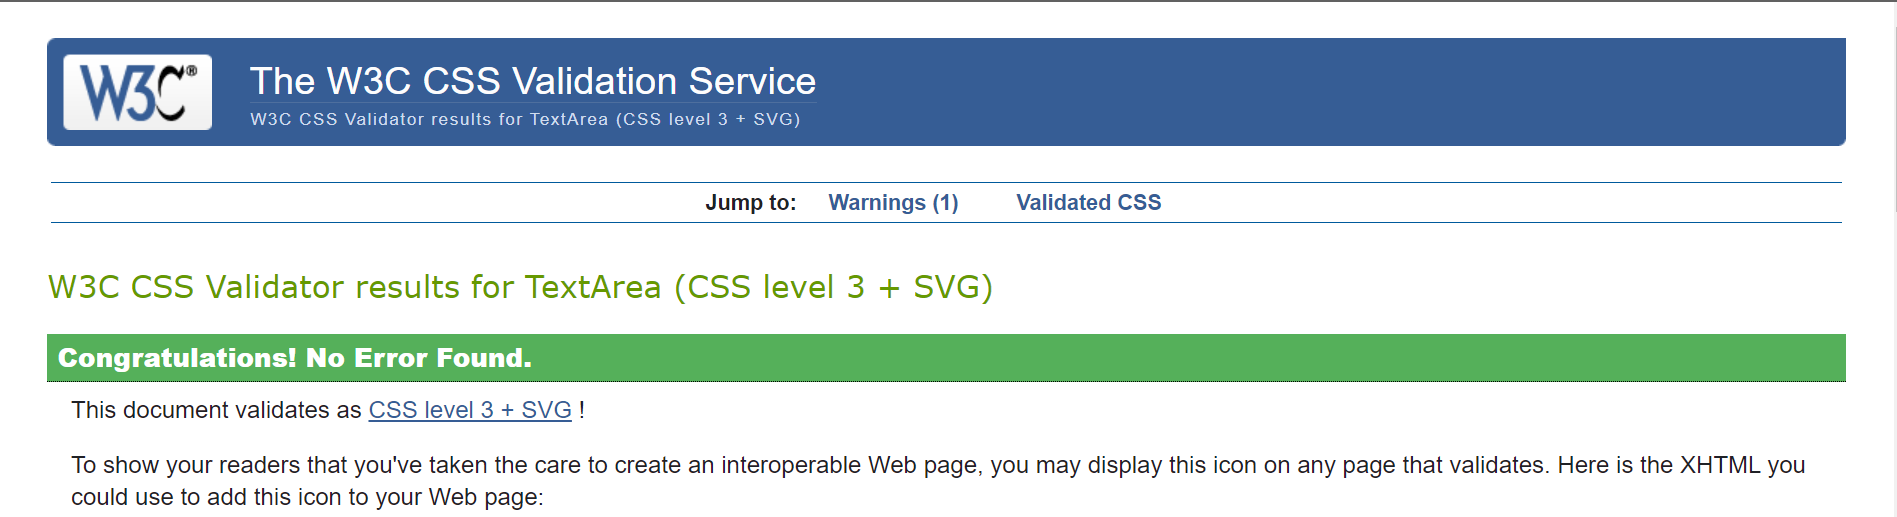 W3C®
The W3C CSS Validation Service
W3C CSS Validator results for TextArea (CSS level 3 + SVG)
Jump to: Warnings (1) Validated CSS
W3C CSS Validator results for TextArea (CSS level 3 + SVG)
Congratulations! No Error Found.
This document validates as CSS level 3 + SVG !
To show your readers that you've taken the care to create an interoperable Web page, you may display this icon on any page that validates. Here is the XHTML you
could use to add this icon to your Web page: